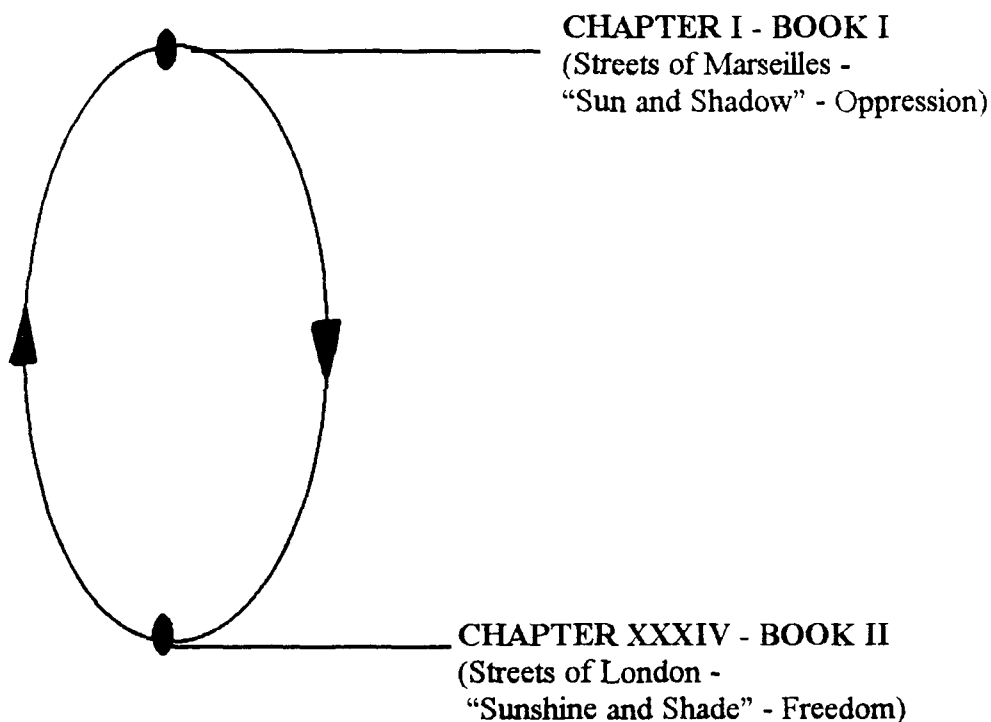 CHAPTER I - BOOK I
(Streets of Marseilles -
“Sun and Shadow” - Oppression)
CHAPTER XXXIV - BOOK II
(Streets of London -
“Sunshine and Shade” - Freedom)